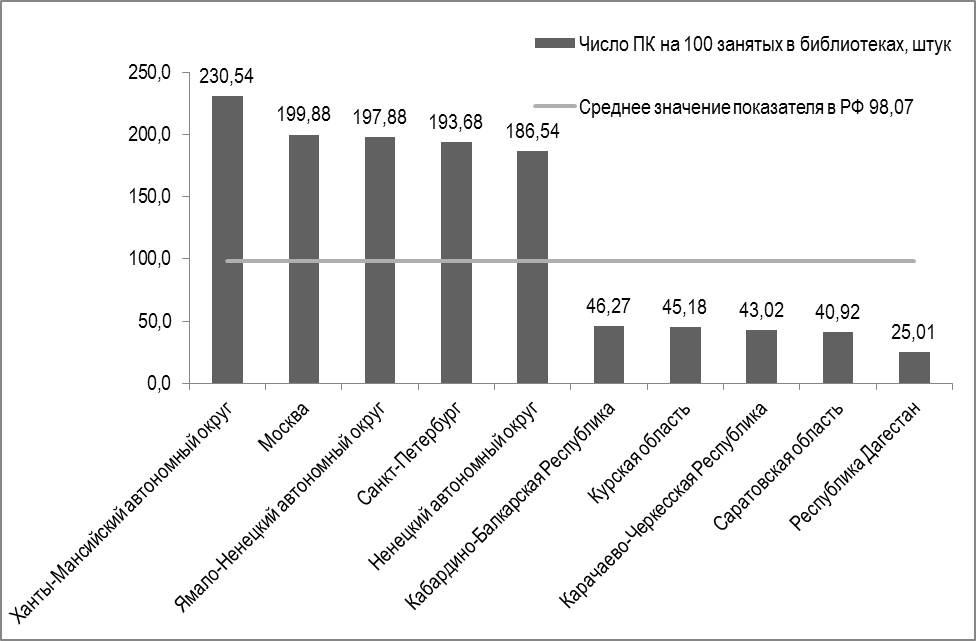 Число ПК на 100 занятых в библиотеках, штук
Среднее значение показателя в РФ 98,07
250,0
200,0
150,0
100,0
50,0
0,0
230,54
199,88
197,88
193,68
186,54
46,27
45,18
43,02
40,92
25,01
Ханты-Мансийский автономный округ
Москва
Ямало-Ненецкий автономный округ
Санкт-Петербург
Ненецкий автономный округ
Кабардино-Балкарская Республика
Курская область
Карачаево-Черкесская Республика
Саратовская область
Республика Дагестан